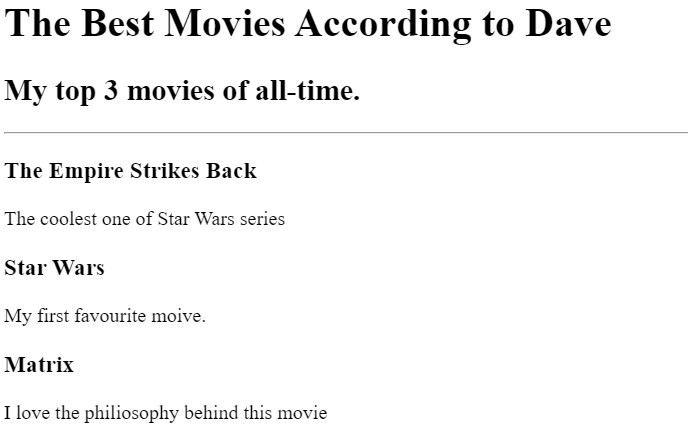 The Best Movies According to Dave
My top 3 movies of all-time.
The Empire Strikes Back
The coolest one of Star Wars series
Star Wars
My first favourite moive.
Matrix
I love the philiosophy behind this movie